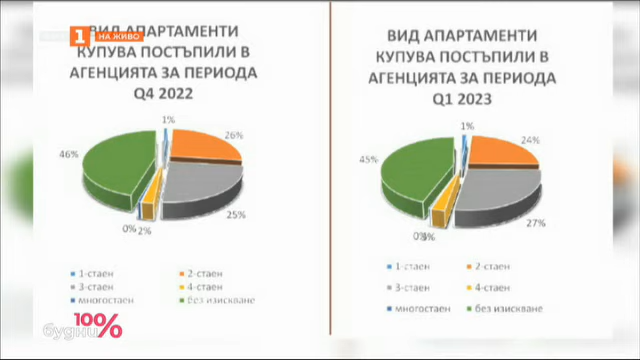 1 НА ЖИВО
ВИД АПАРТАМЕНТИ
КУПУВА ПОСТЪПИЛИ В
АГЕНЦИЯТА ЗА ПЕРИОДА
Q4 2022
1%
26%
46%
25%
0%
2%
1-стаен
2-стаен
3-стаен
4-стаен
многостаен
без изискване
ВИД АПАРТАМЕНТИ
КУПУВА ПОСТЪПИЛИ В
АГЕНЦИЯТА ЗА ПЕРИОДА
Q1 2023
1%
24%
45%
27%
0%
1-стаен
2-стаен
3-стаен
4-стаен
многостаен
без изискване
100%
будни